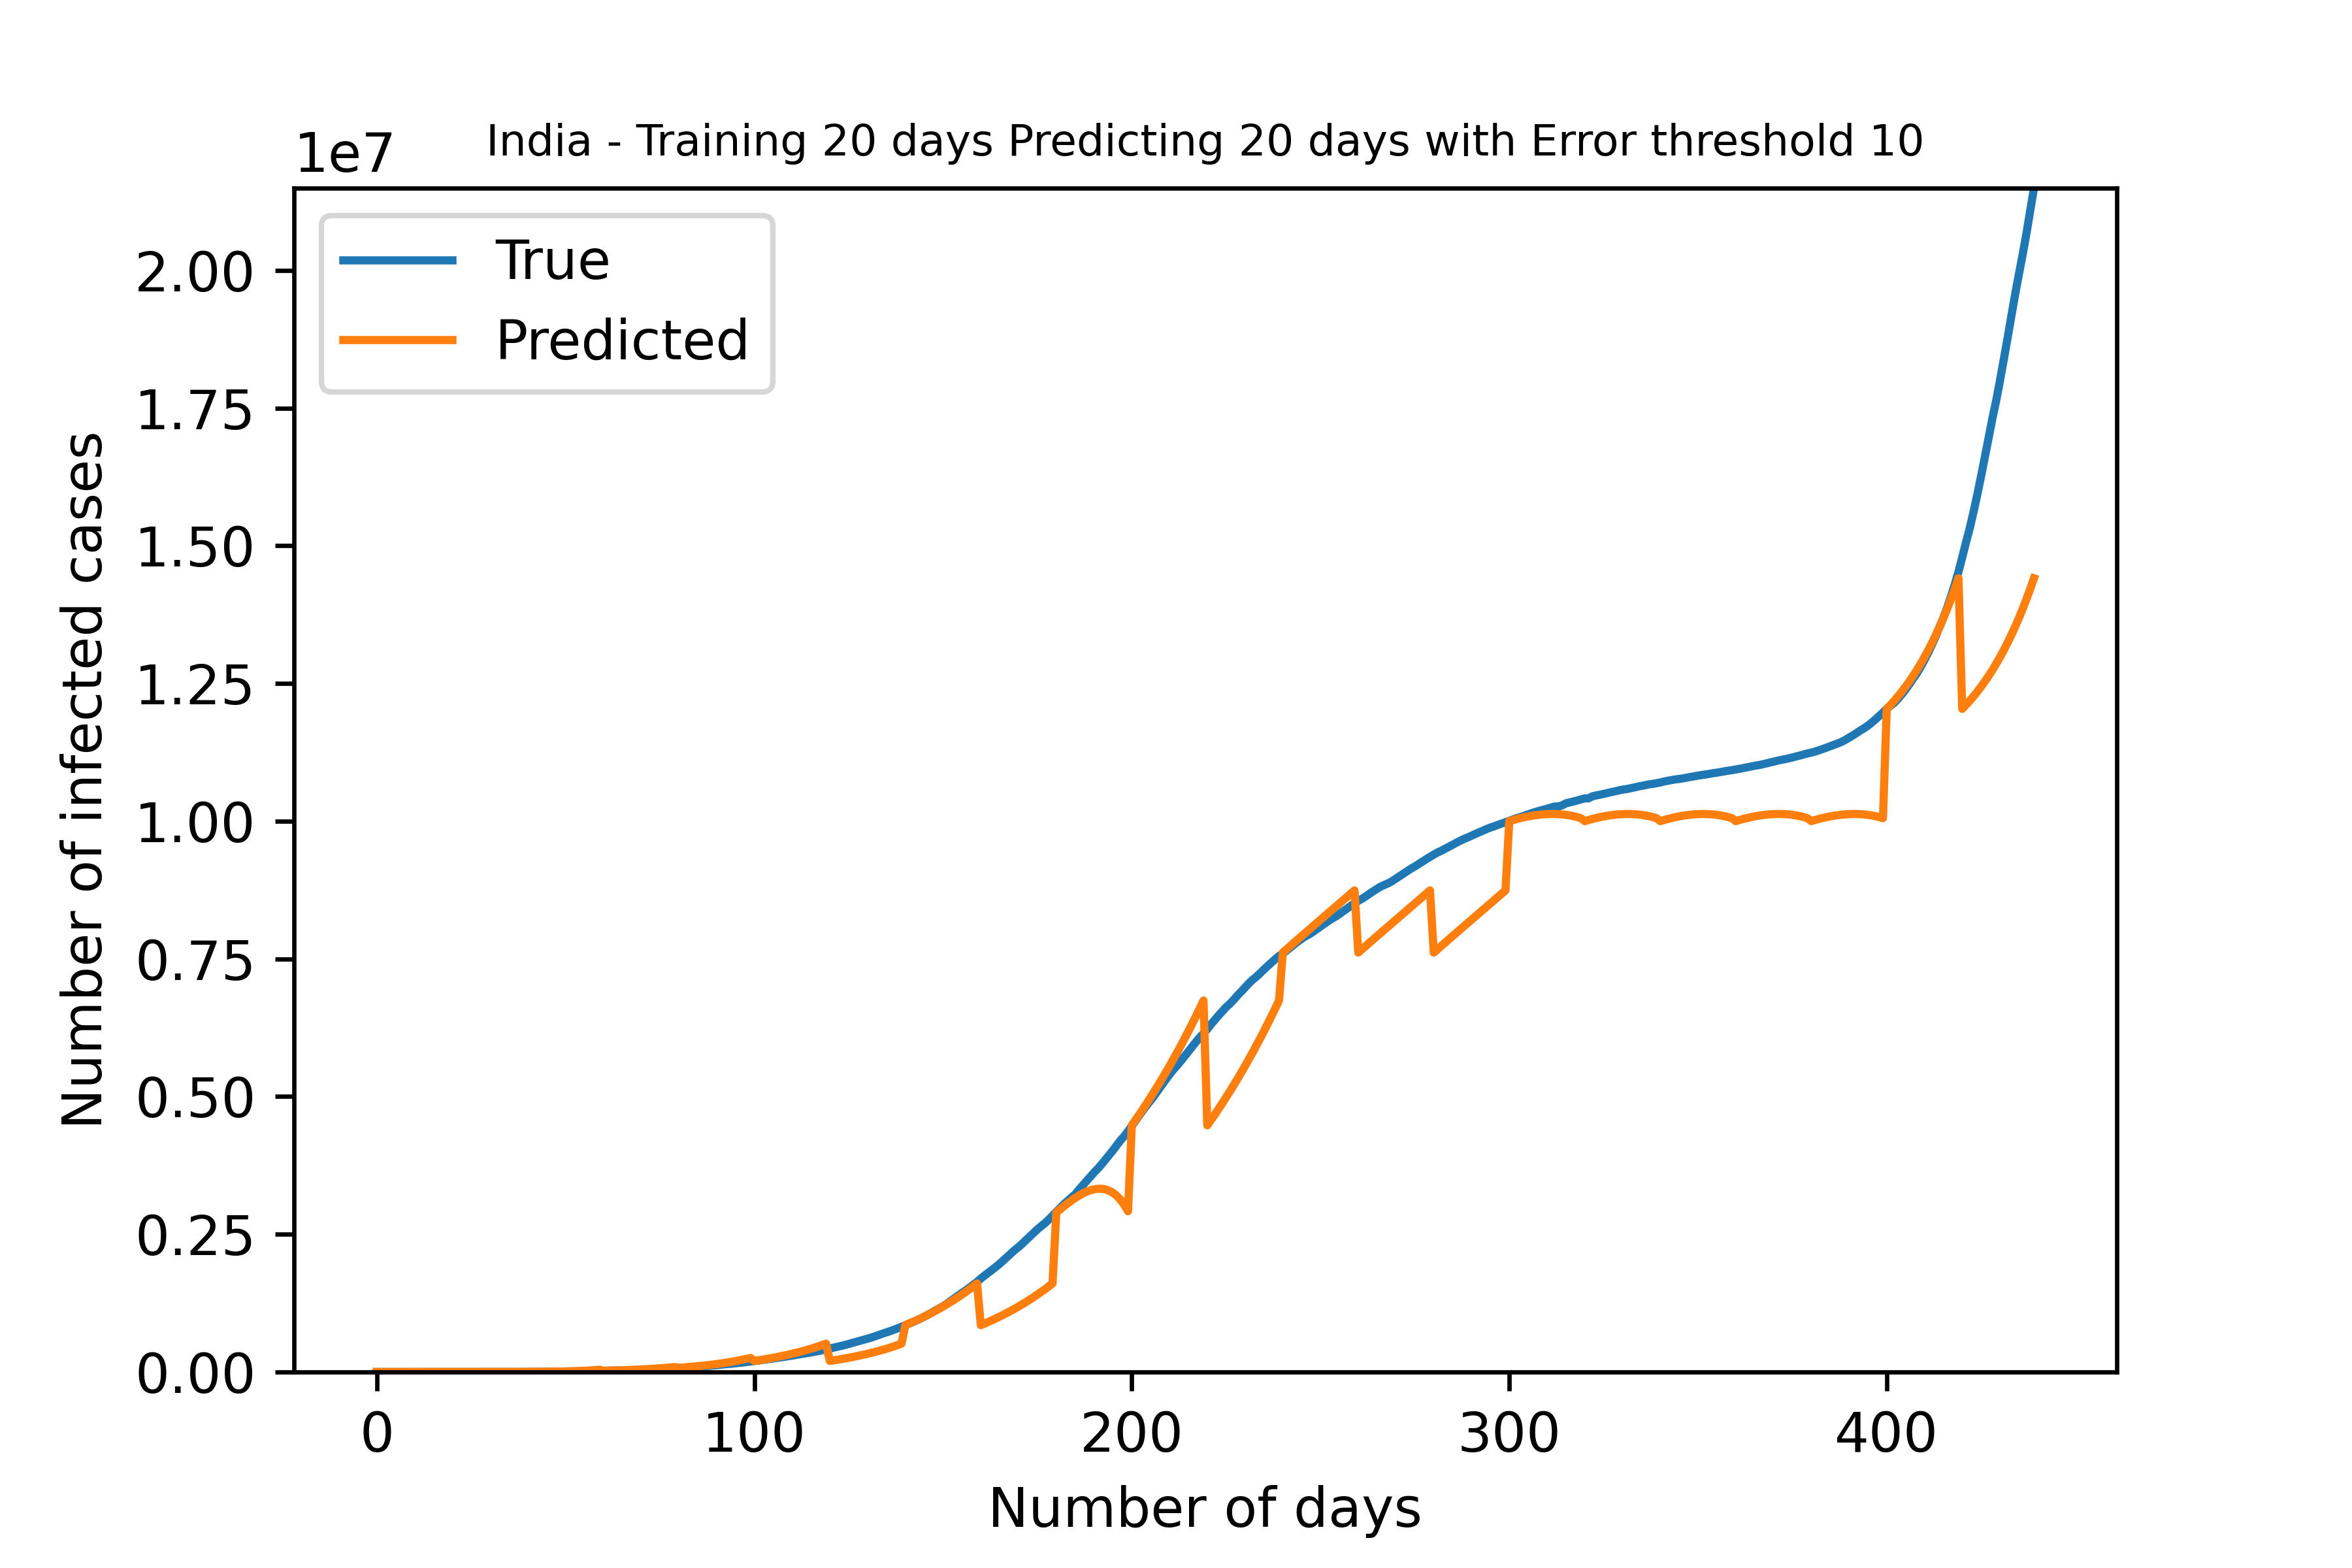 1e7
India - Training 20 days Predicting 20 days with Error threshold 10
True
Predicted
2.00
1.75
1.50
1.25
1.00
0.75
0.50
0.25
0.00
Number of infected cases
0 100 200 300 400
Number of days